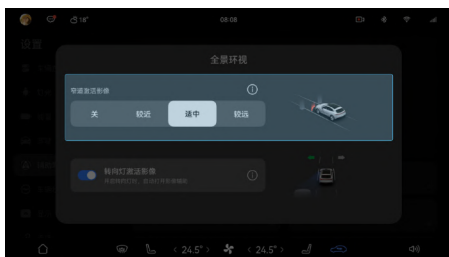 18°
08:08
设置
全景环视
窄道激活影像
关
较近
适中
较远
转向灯激活影像
24.5°
24.5°